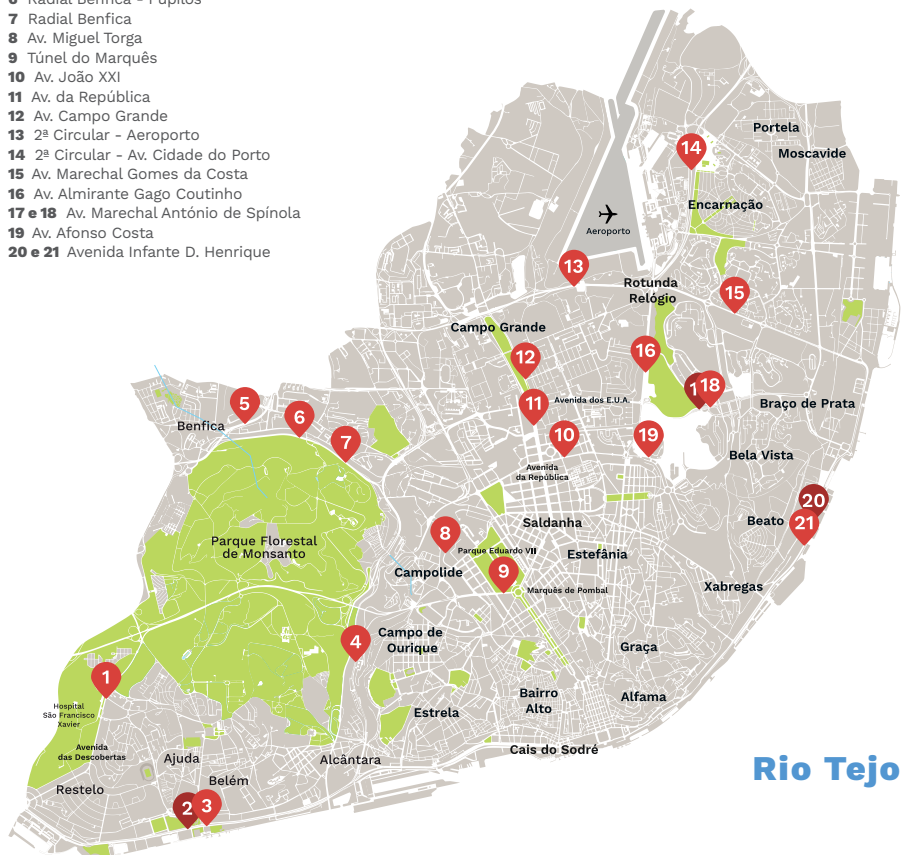 6 Radial Benfica - Pupilos
7 Radial Benfica
8 Av. Miguel Torga
9 Túnel do Marquês
10 Av. João XXI
11 Av. da República
12 Av. Campo Grande
13 2ª Circular - Aeroporto
14 2ª Circular - Av. Cidade do Porto
15 Av. Marechal Gomes da Costa
16 Av. Almirante Gago Coutinho
17 e 18 Av. Marechal António de Spínola
19 Av. Afonso Costa
20 e 21 Avenida Infante D. Henrique
Portela
14
Moscavide
Encarnação
Aeroporto
13
Rotunda
Relógio
15
Campo Grande
12
16
18
5
11
Avenida dos E.U.A.
Braço de Prata
6
Benfica
7
10
19
Bela Vista
Avenida
da República
20
Saldanha
Beato
21
8
Parque Florestal
de Monsanto
Parque Eduardo VII
Estefânia
Campolide
9
Marquês de Pombal
Xabregas
4
Campo de
Ourique
Graça
1
Hospital
São Francisco
Xavier
Bairro
Alto
Alfama
Estrela
Avenida
das Descobertas
Ajuda
Alcântara
Cais do Sodré
Rio Tejo
Belém
Restelo
2
3